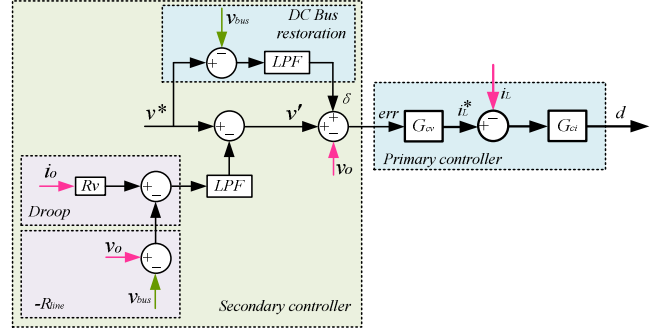 v_bus
DC Bus
restoration
+
−
LPF
v*
+
−
v′
δ
+
+
−
v_o
err
G_cv
i_L*
i_L
+
−
G_ci
d
Primary controller
i_o
Rv
+
−
LPF
Droop
v_o
+
−
v_bus
-R_line
Secondary controller